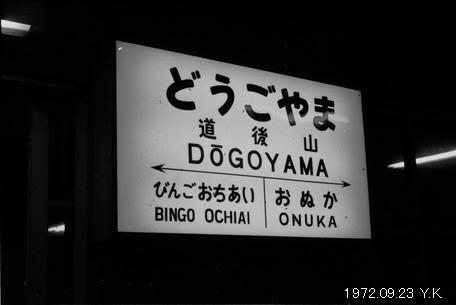 どうごやま
道後山
DŌGOYAMA
びんごおちあい おぬか
BINGO OCHIAI ONUKA
1972.09.23 Y.K